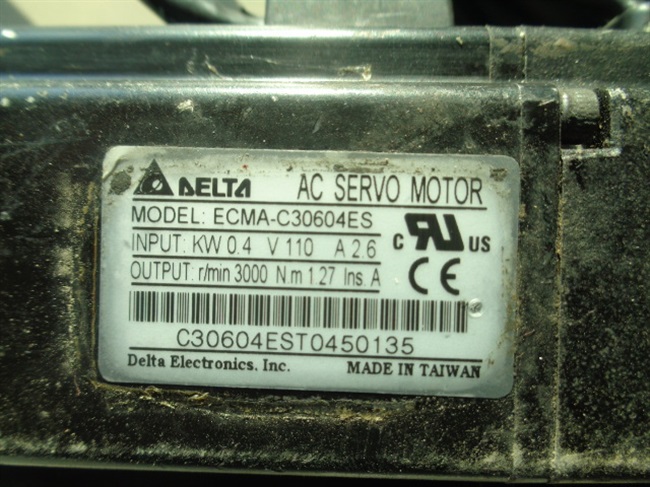 DELTA AC SERVO MOTOR
MODEL: ECMA-C30604ES
INPUT: KW 0.4 V 110 A 2.6
OUTPUT: r/min 3000 N m 1.27 Ins. A
C UR US
CE
C30604EST0450135
Delta Electronics. Inc. MADE IN TAIWAN